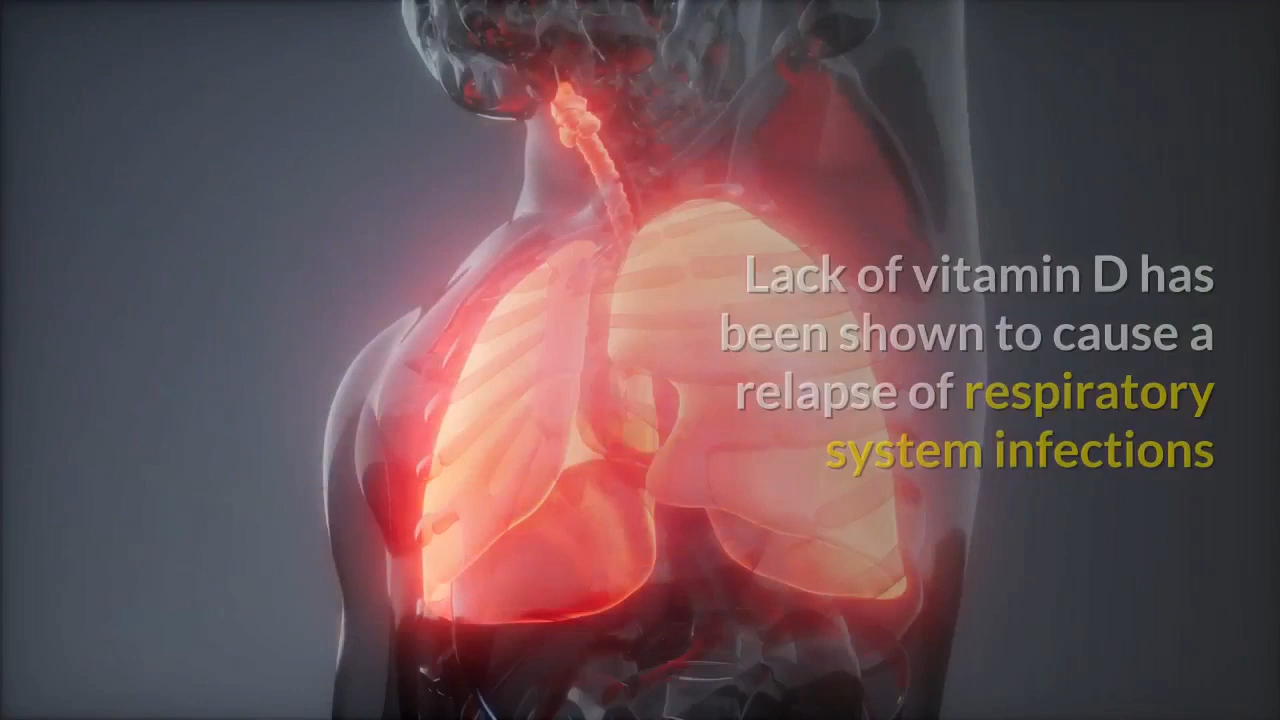 Lack of vitamin D has
been shown to cause a
relapse of respiratory
system infections